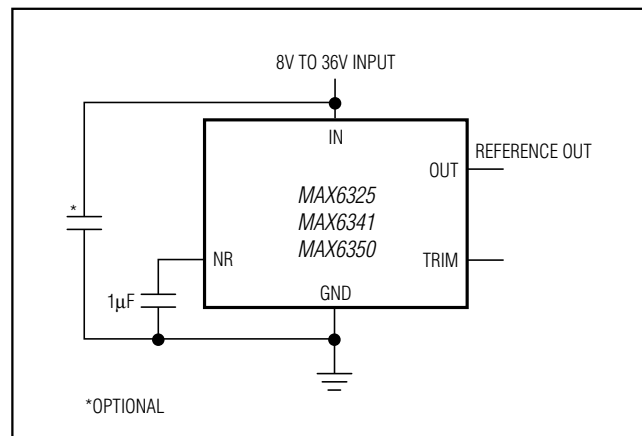 8V TO 36V INPUT
IN
REFERENCE OUT
OUT
MAX6325
MAX6341
MAX6350
*
NR
TRIM
1μF
GND
*OPTIONAL